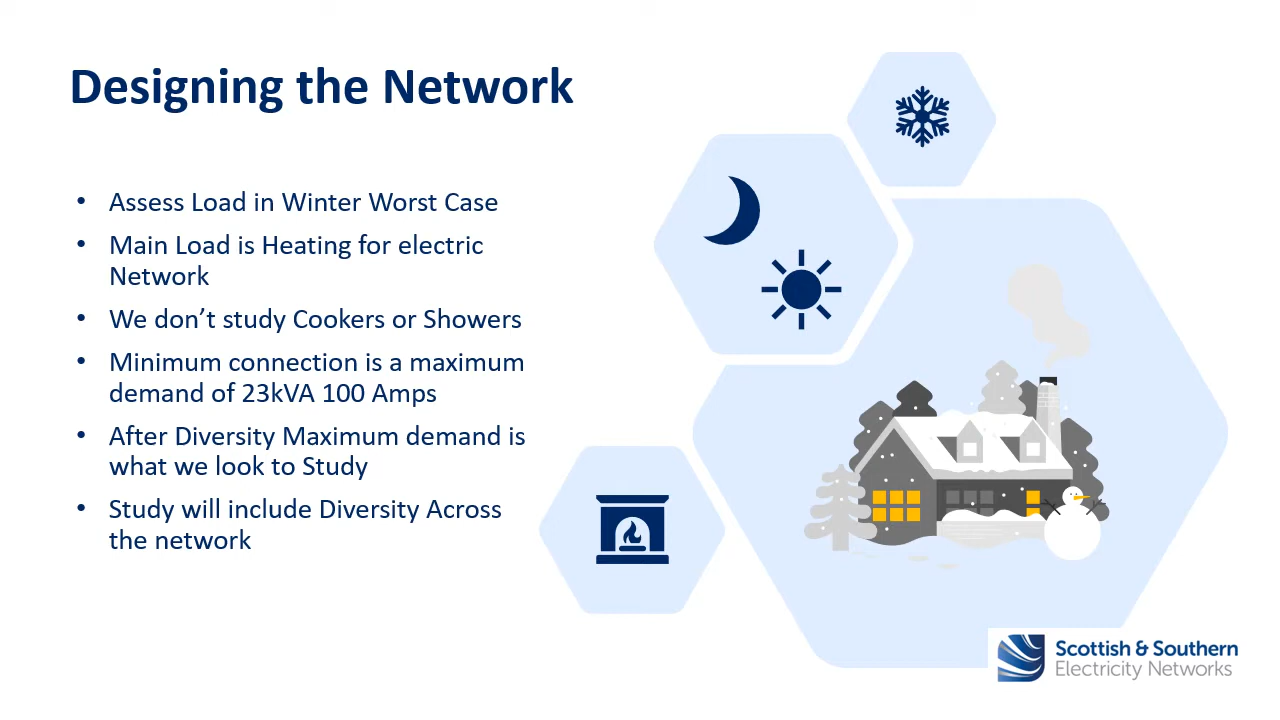 Designing the Network
• Assess Load in Winter Worst Case
• Main Load is Heating for electric
Network
• We don’t study Cookers or Showers
• Minimum connection is a maximum
demand of 23kVA 100 Amps
• After Diversity Maximum demand is
what we look to Study
• Study will include Diversity Across
the network
Scottish & Southern
Electricity Networks